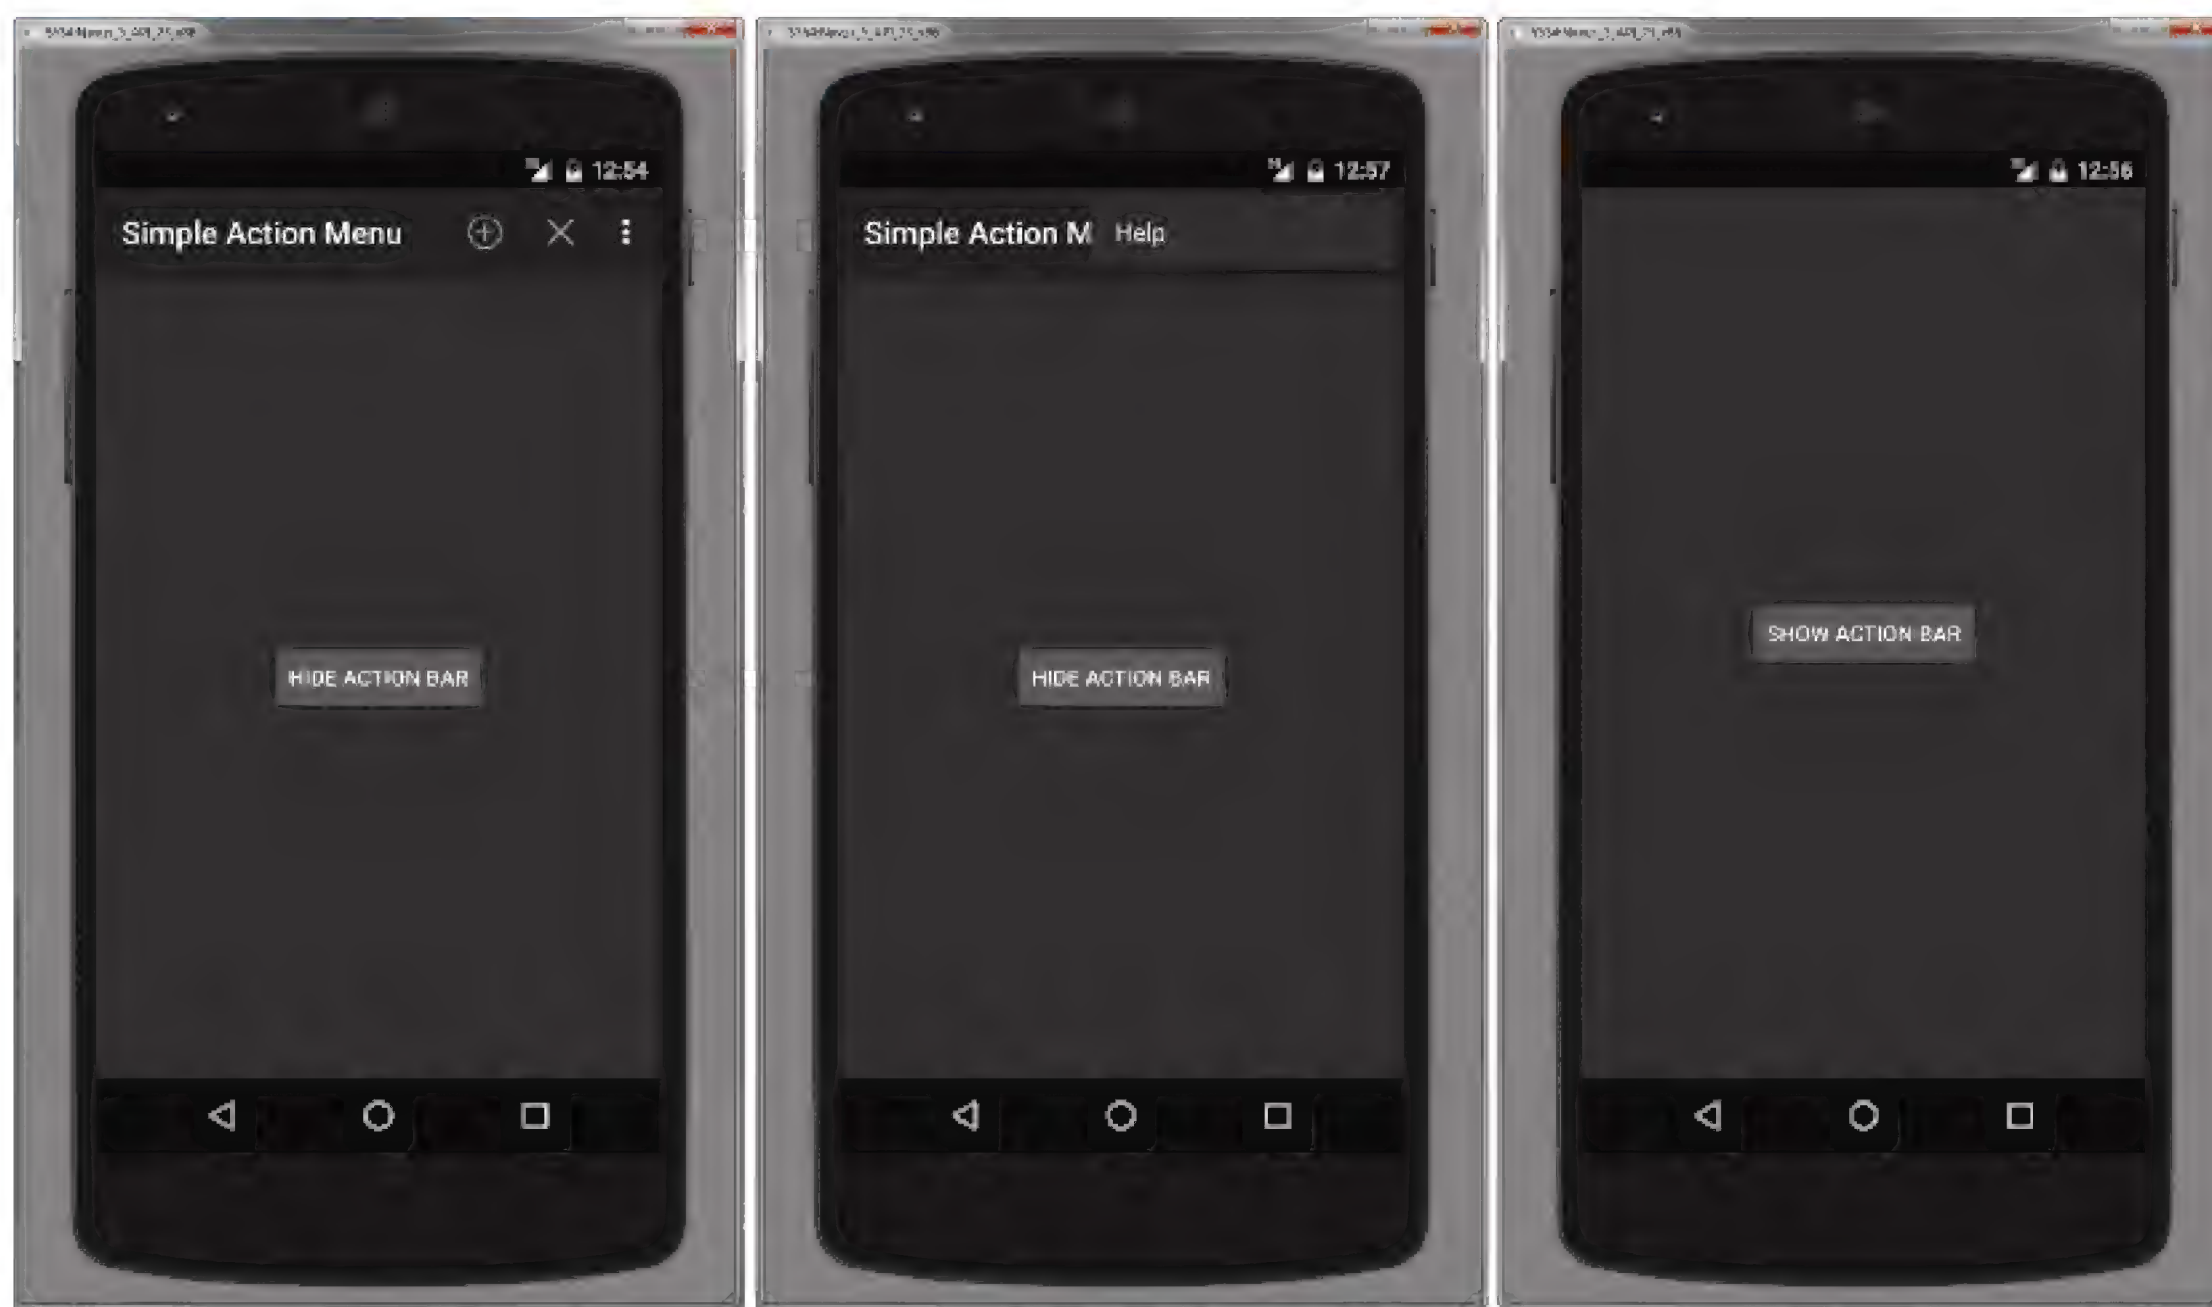 12:54
Simple Action Menu
HIDE ACTION BAR
12:57
Simple Action M Help
HIDE ACTION BAR
12:56
SHOW ACTION BAR